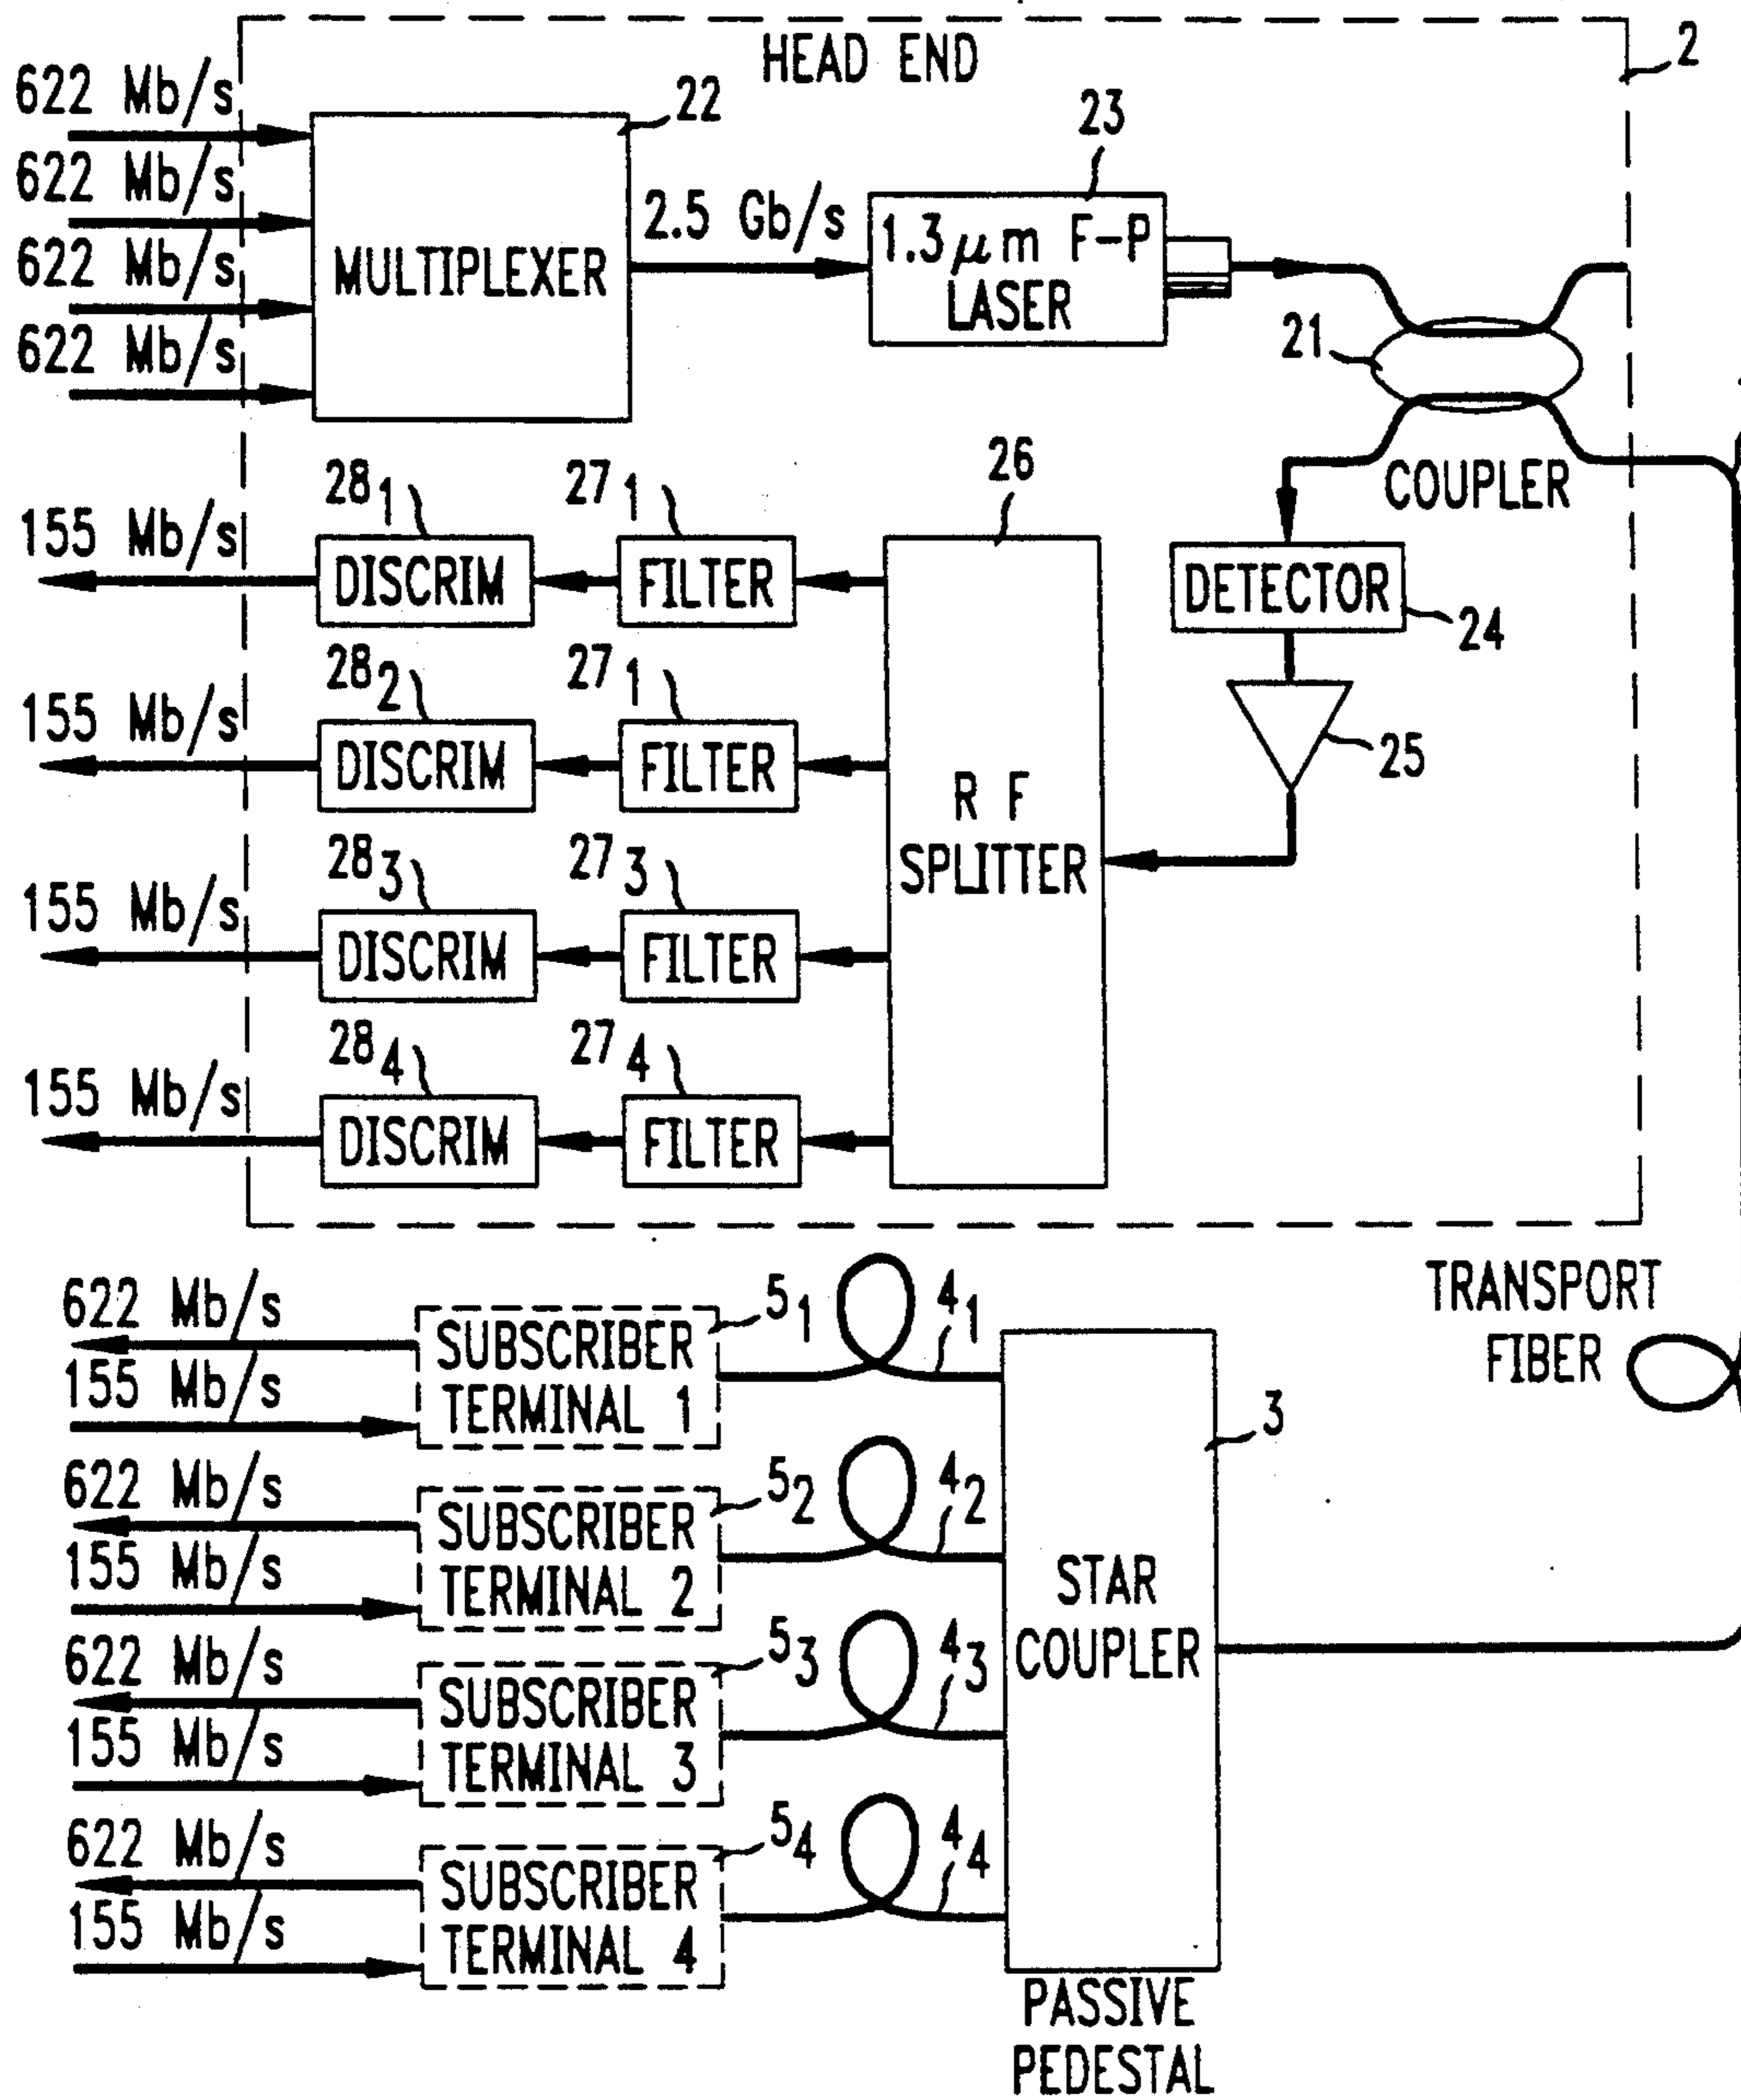 HEAD END
2
622 Mb/s
622 Mb/s
622 Mb/s
622 Mb/s
22
MULTIPLEXER
2.5 Gb/s
23
1.3 μm F-P
LASER
21
COUPLER
26
28 1
27 1
155 Mb/s
DISCRIM
FILTER
DETECTOR
24
28 2
27 1
155 Mb/s
DISCRIM
FILTER
25
R F
SPLITTER
28 3
27 3
155 Mb/s
DISCRIM
FILTER
28 4
27 4
155 Mb/s
DISCRIM
FILTER
TRANSPORT
FIBER
622 Mb/s
155 Mb/s
SUBSCRIBER
TERMINAL 1
5 1
4 1
3
622 Mb/s
155 Mb/s
SUBSCRIBER
TERMINAL 2
5 2
4 2
STAR
COUPLER
622 Mb/s
155 Mb/s
SUBSCRIBER
TERMINAL 3
5 3
4 3
622 Mb/s
155 Mb/s
SUBSCRIBER
TERMINAL 4
5 4
4 4
PASSIVE
PEDESTAL